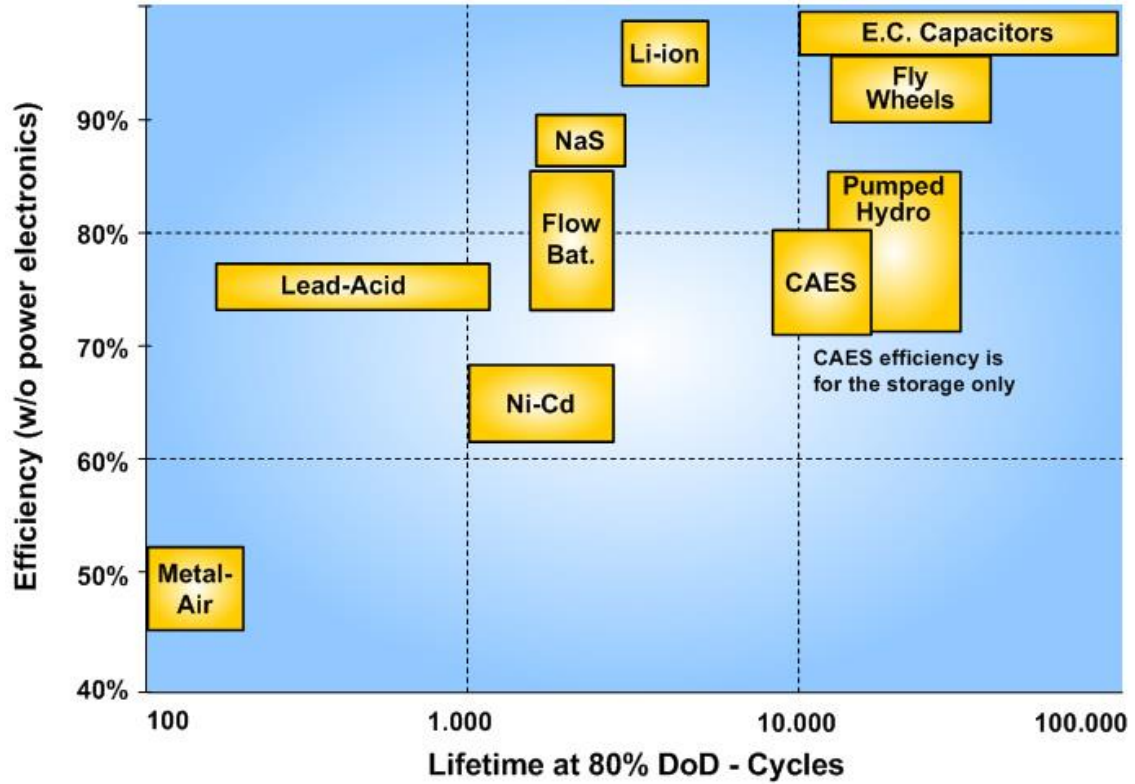 Efficiency (w/o power electronics)
90%
80%
70%
60%
50%
40%
E.C. Capacitors
Li-ion
Fly
Wheels
NaS
Flow
Bat.
Pumped
Hydro
CAES
Lead-Acid
CAES efficiency is
for the storage only
Ni-Cd
Metal-
Air
100
1.000
10.000
100.000
Lifetime at 80% DoD - Cycles